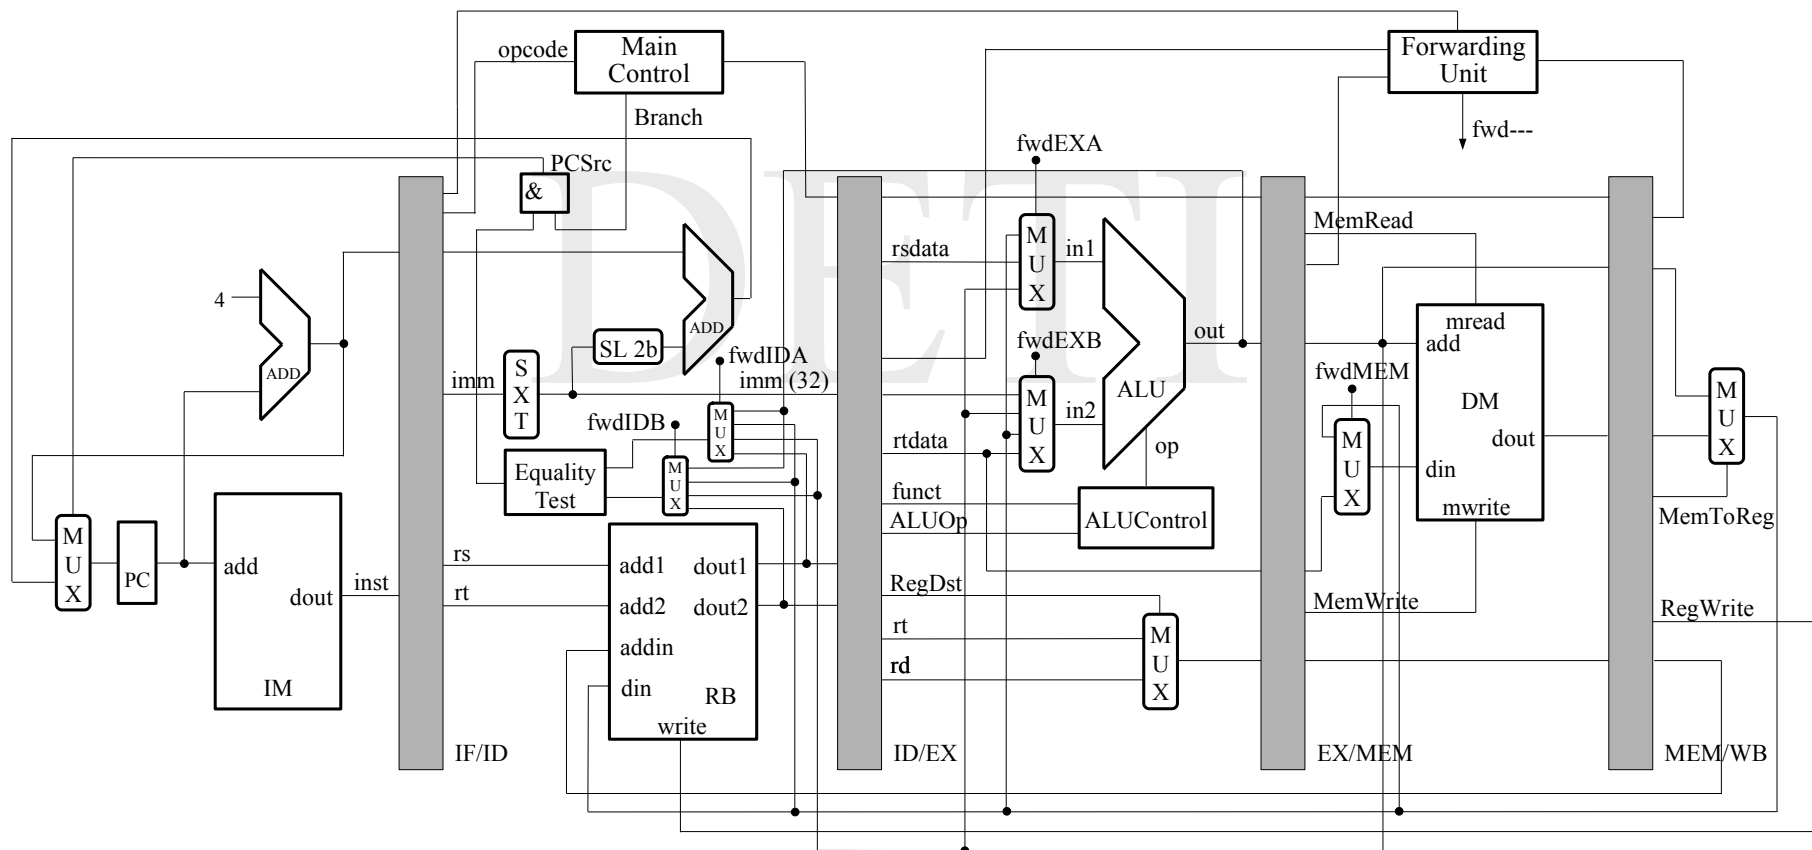 Main
Control
opcode
Branch
Forwarding
Unit
fwd---
PCSrc
&
fwdEXA
DETI
MemRead
rsdata
M
U
X
in1
4
ADD
ADD
SL 2b
out
mread
add
fwdIDA
imm (32)
fwdEXB
fwdMEM
imm
S
X
T
M
U
X
in2
ALU
DM
M
U
X
fwdIDB
M
U
X
rtdata
op
dout
M
U
X
din
Equality
Test
M
U
X
funct
ALUOp
ALUControl
mwrite
MemToReg
M
U
X
PC
add
dout
IM
inst
rs
rt
add1
add2
addin
din
dout1
dout2
RB
write
RegDst
rt
rd
M
U
X
MemWrite
RegWrite
IF/ID
ID/EX
EX/MEM
MEM/WB